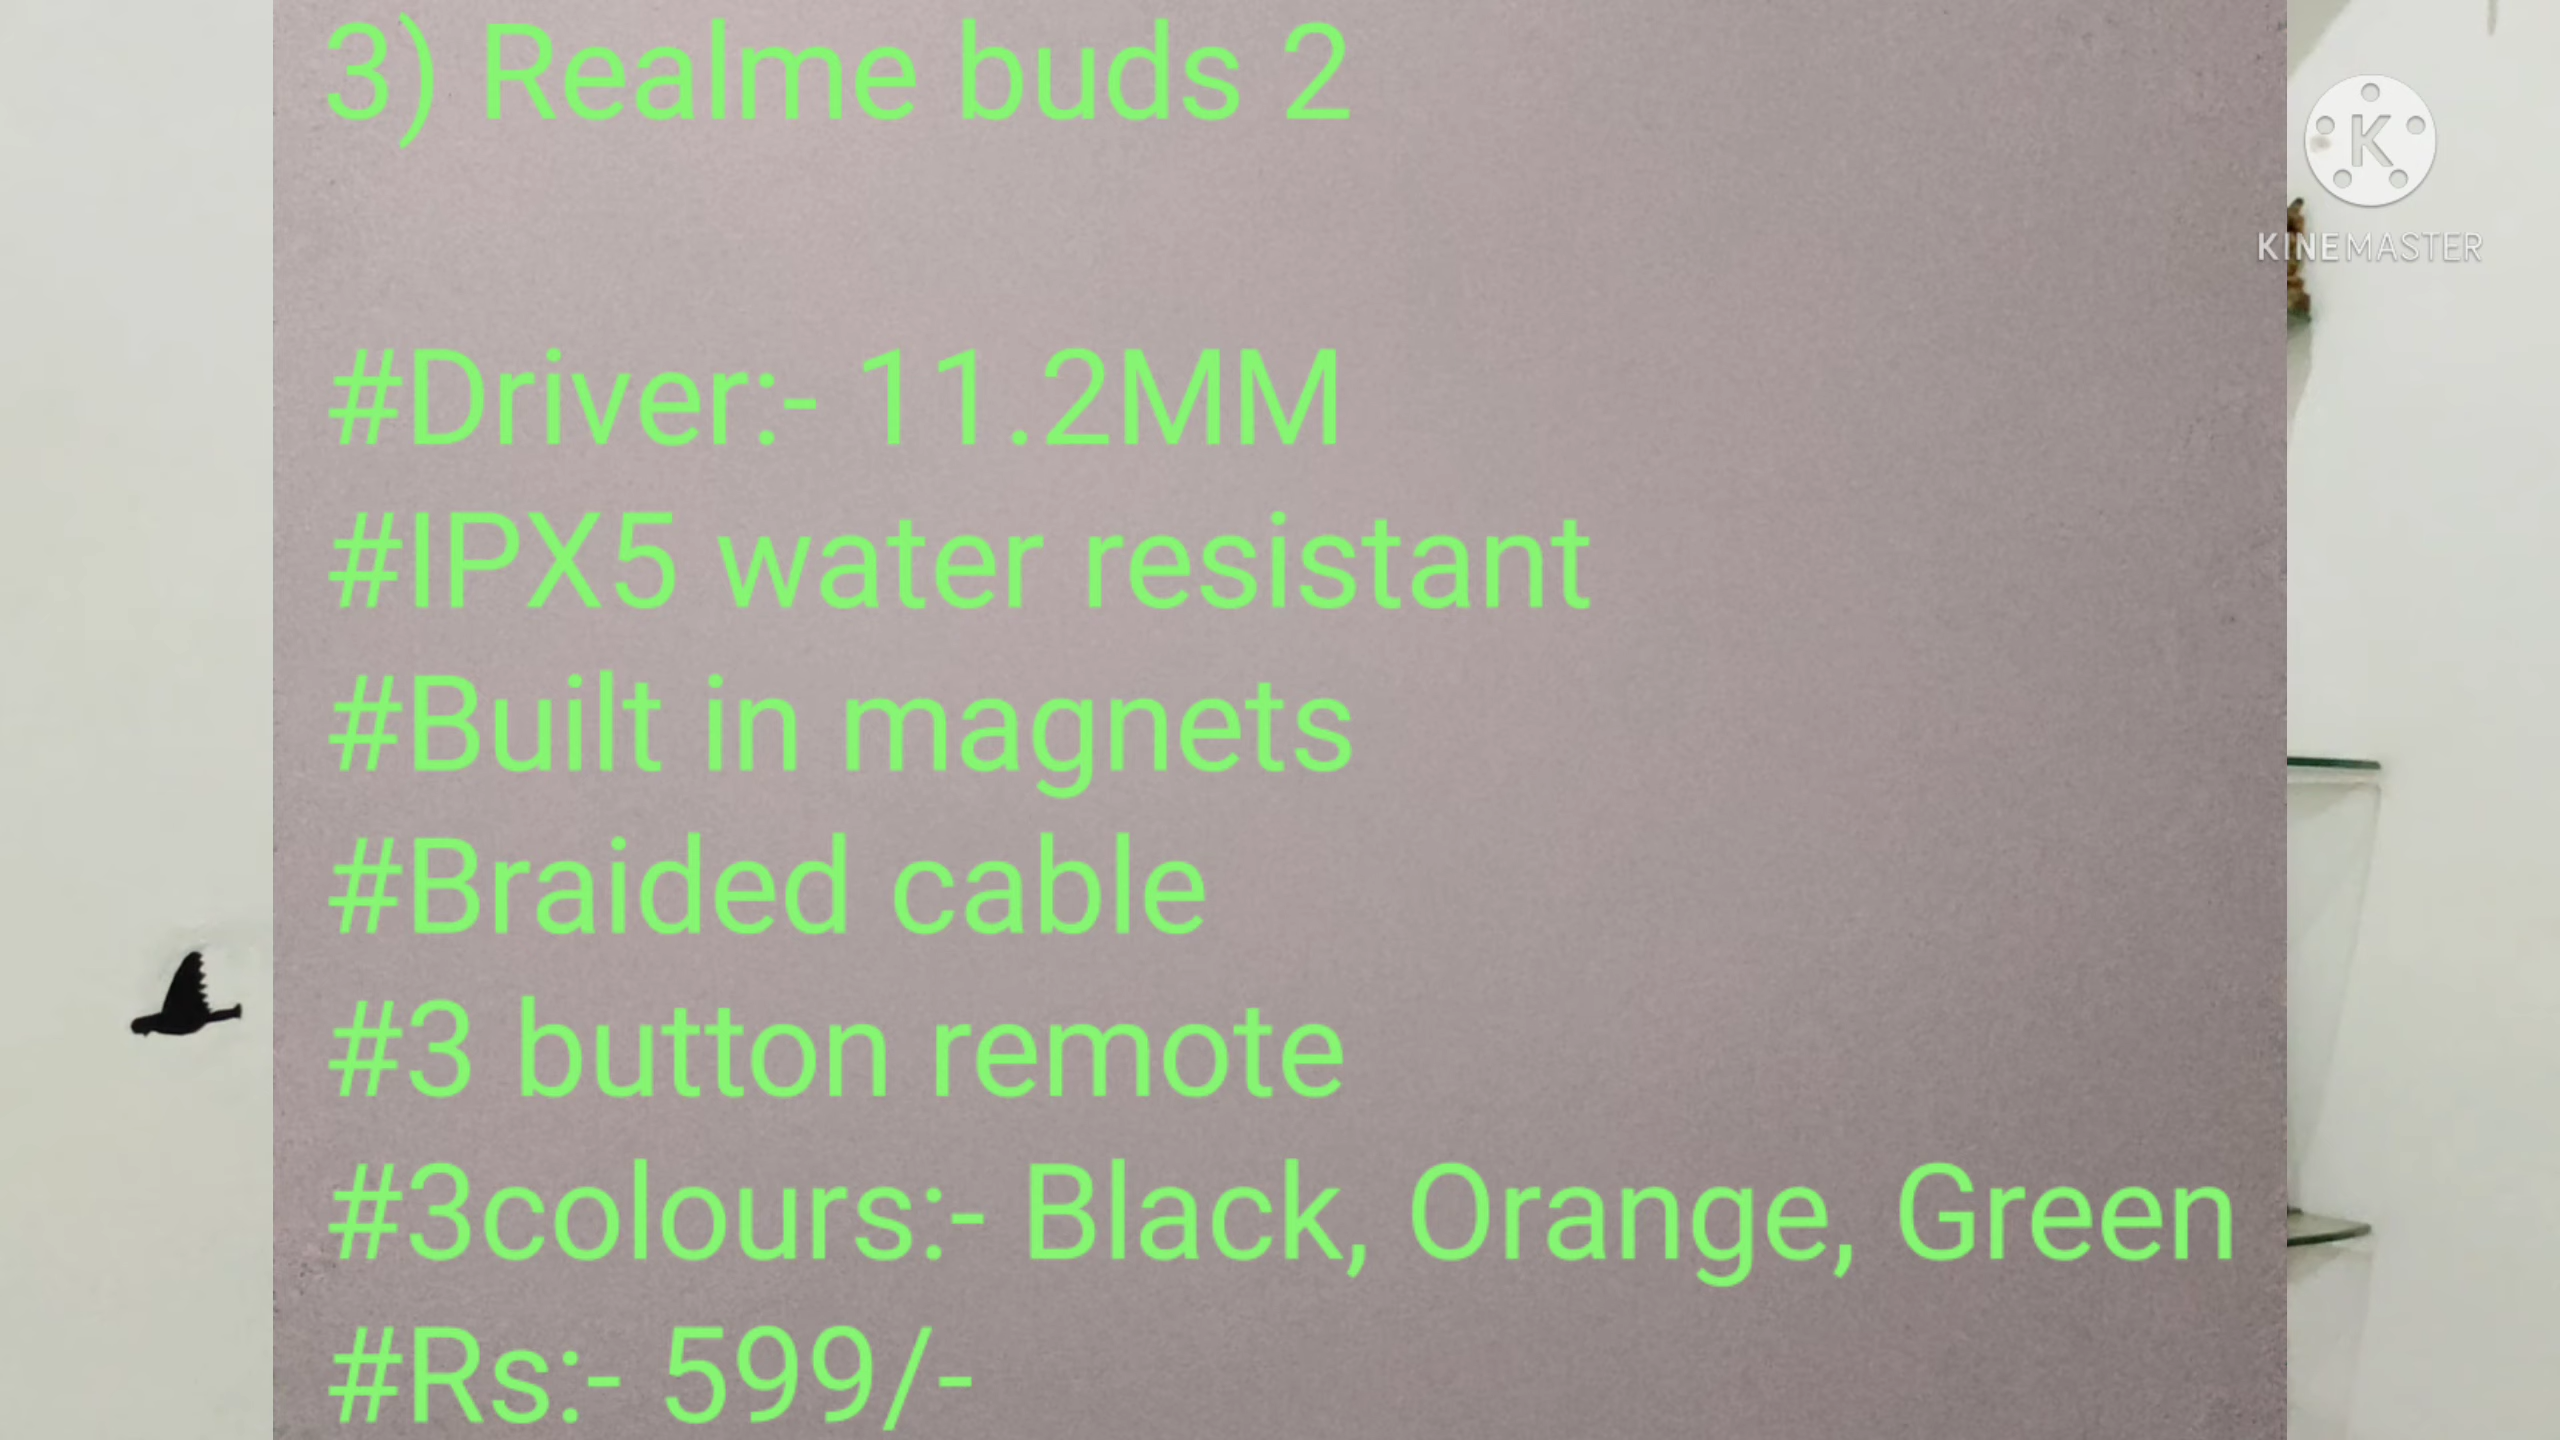 3) Realme buds 2
#Driver:- 11.2MM
#IPX5 water resistant
#Built in magnets
#Braided cable
#3 button remote
#3colours:- Black, Orange, Green
#Rs:- 599/-
K
KINEMASTER